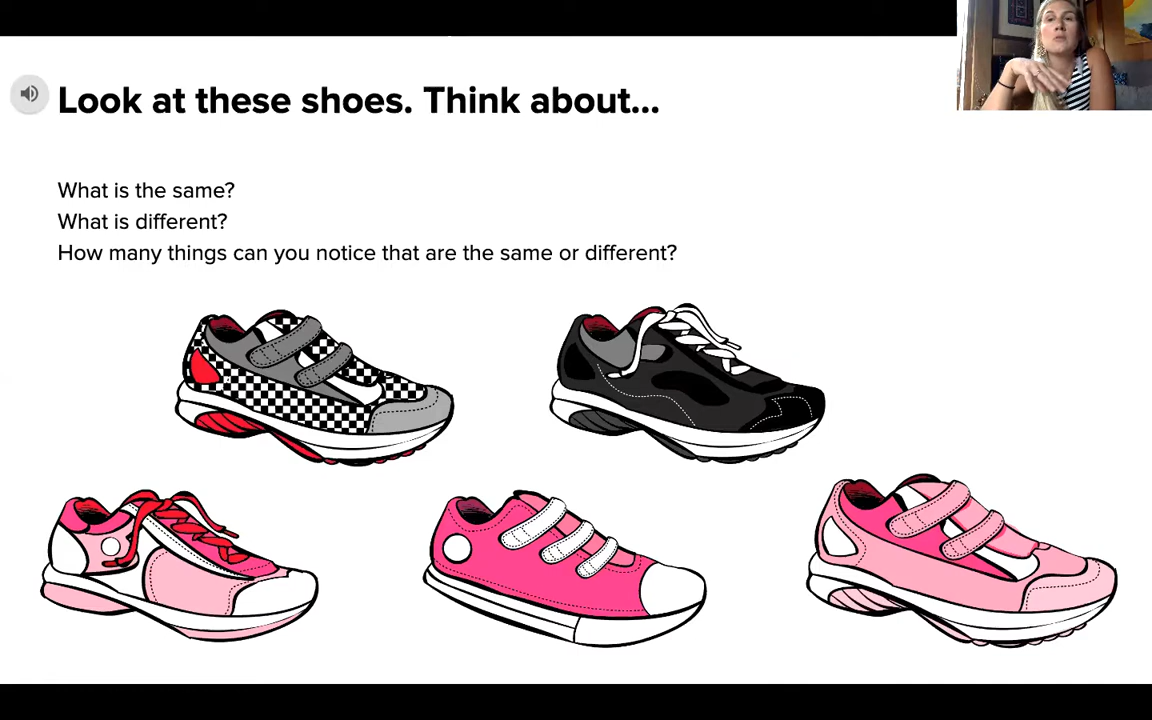 Look at these shoes. Think about...
What is the same?
What is different?
How many things can you notice that are the same or different?